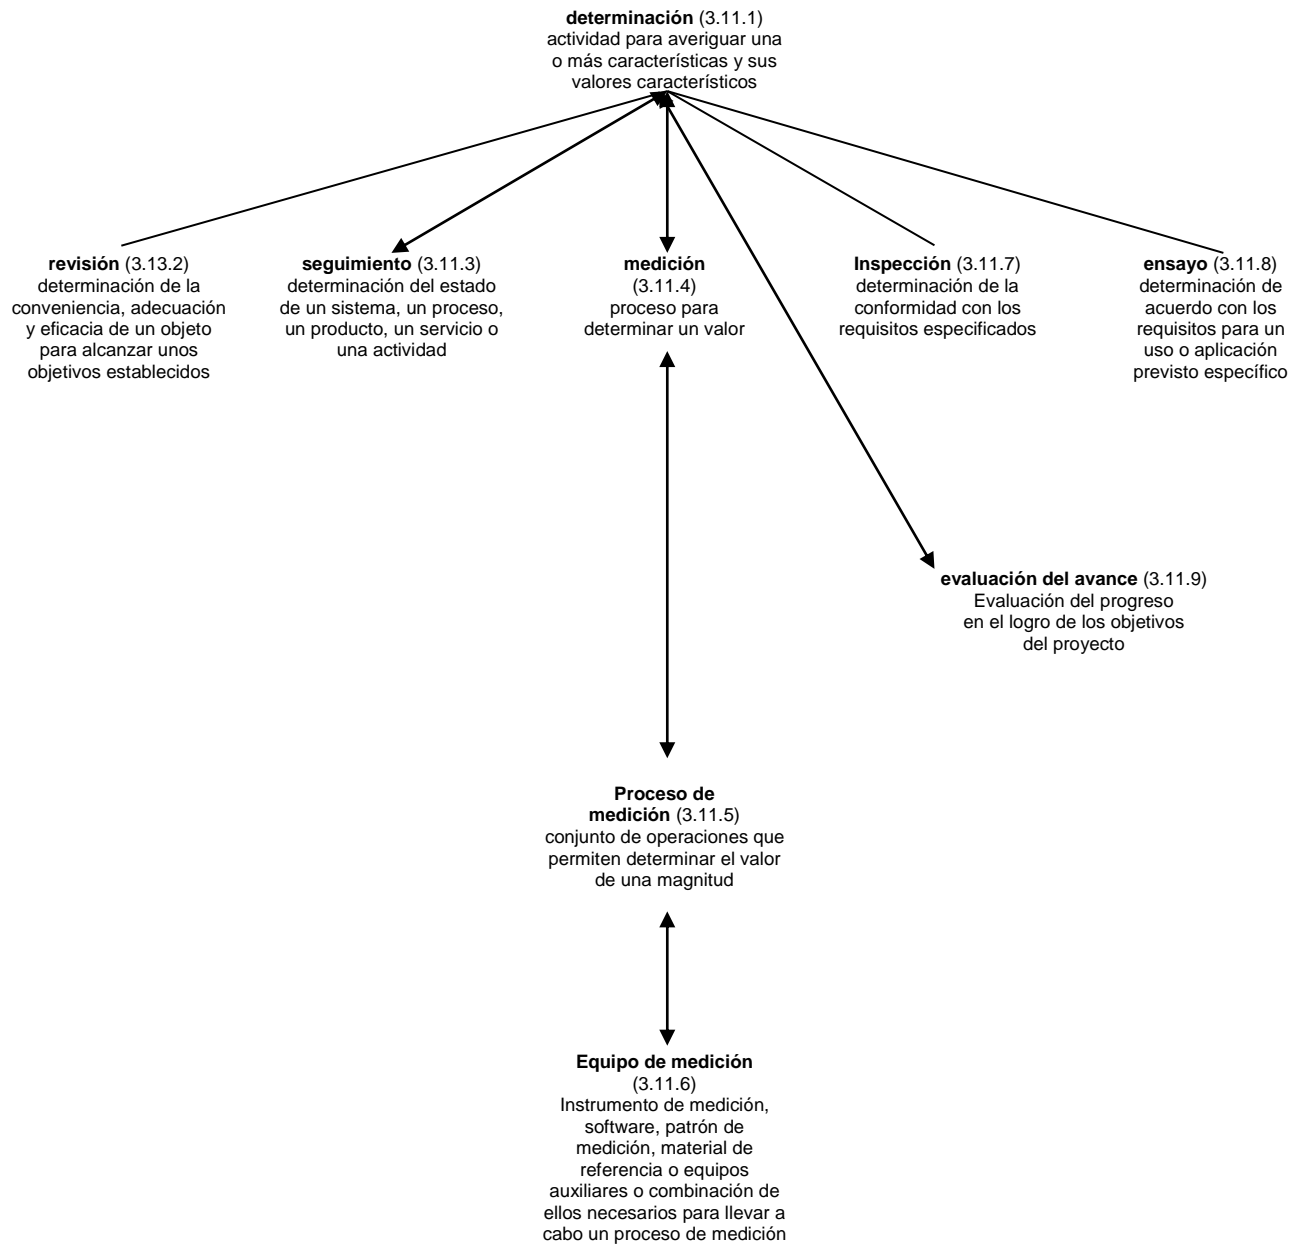 determinación (3.11.1)
actividad para averiguar una
o más características y sus
valores característicos
revisión (3.13.2)
determinación de la
conveniencia, adecuación
y eficacia de un objeto
para alcanzar unos
objetivos establecidos
seguimiento (3.11.3)
determinación del estado
de un sistema, un proceso,
un producto, un servicio o
una actividad
medición
(3.11.4)
proceso para
determinar un valor
Inspección (3.11.7)
determinación de la
conformidad con los
requisitos especificados
ensayo (3.11.8)
determinación de
acuerdo con los
requisitos para un
uso o aplicación
previsto específico
evaluación del avance (3.11.9)
Evaluación del progreso
en el logro de los objetivos
del proyecto
Proceso de
medición (3.11.5)
conjunto de operaciones que
permiten determinar el valor
de una magnitud
Equipo de medición
(3.11.6)
Instrumento de medición,
software, patrón de
medición, material de
referencia o equipos
auxiliares o combinación de
ellos necesarios para llevar a
cabo un proceso de medición